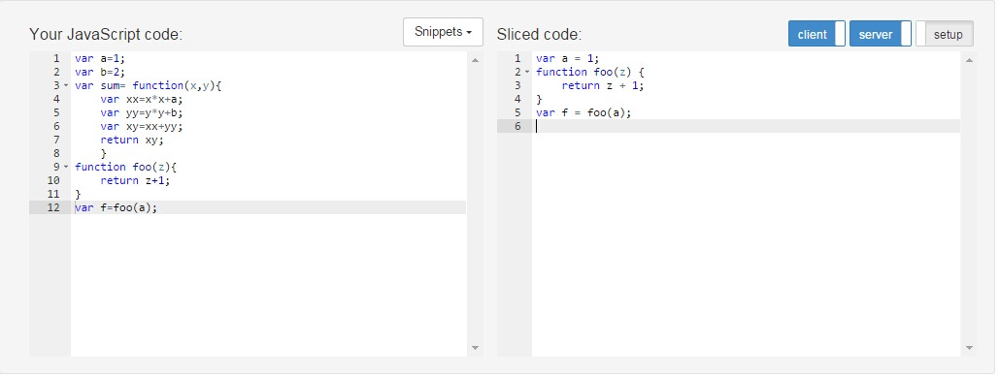 Your JavaScript code:
Snippets
1 var a=1;
2 var b=2;
3 var sum= function(x,y){
4 var xx=x*x+a;
5 var yy=y*y+b;
6 var xy=xx+yy;
7 return xy;
8 }
9 function foo(z){
10 return z+1;
11 }
12 var f=foo(a);
Sliced code:
client server setup
1 var a = 1;
2 function foo(z) {
3 return z + 1;
4 }
5 var f = foo(a);
6